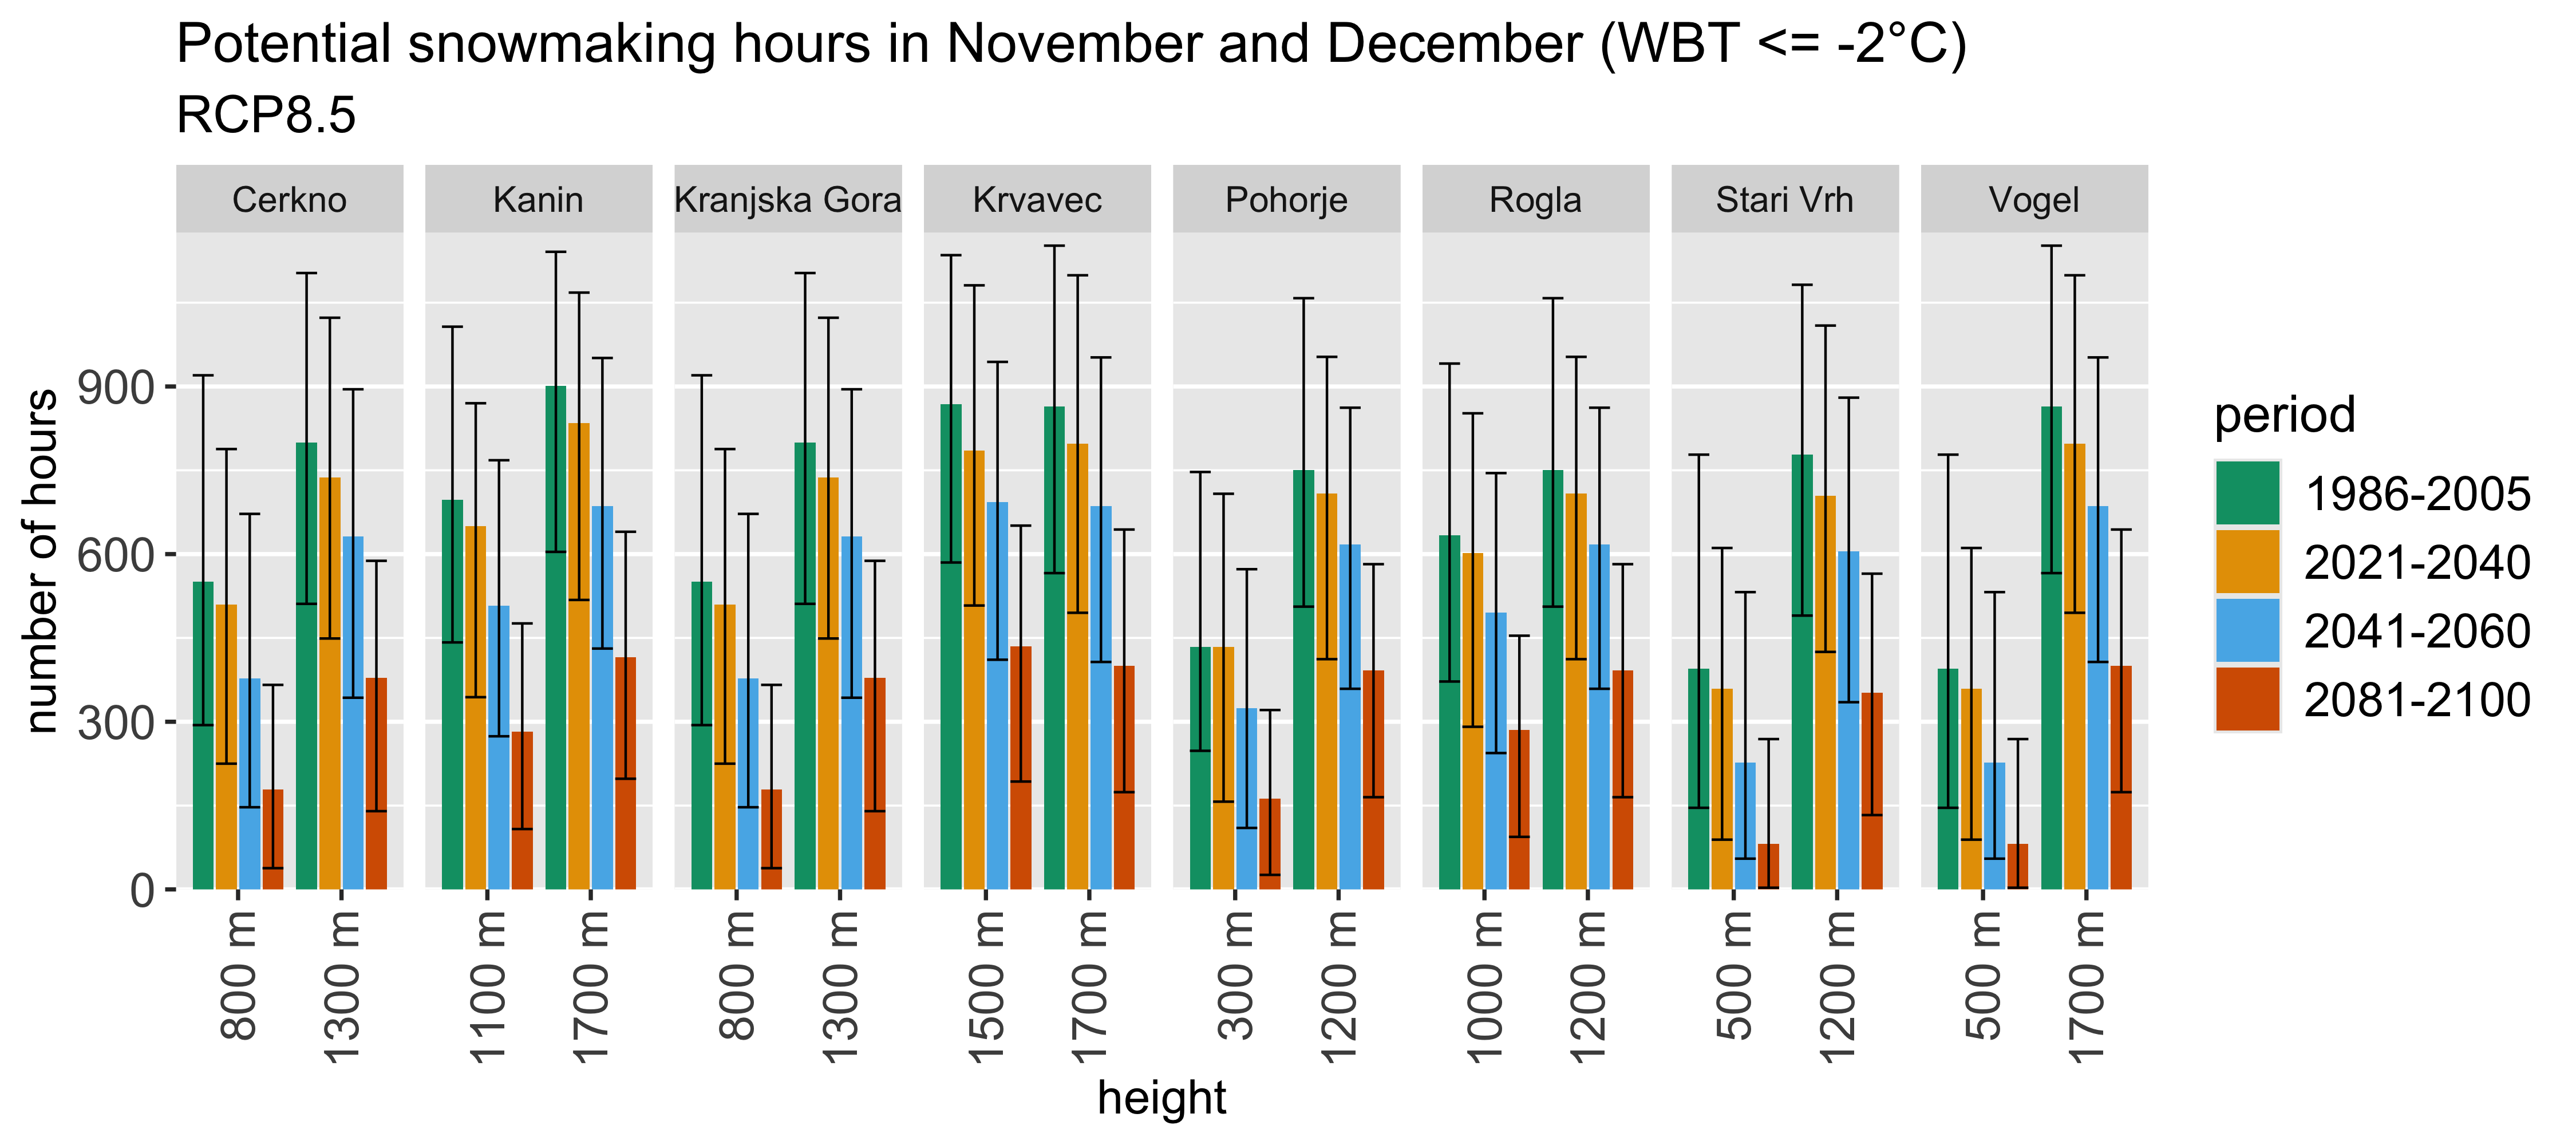 Potential snowmaking hours in November and December (WBT <= -2°C)
RCP8.5
Cerkno Kanin Kranjska Gora Krvavec Pohorje Rogla Stari Vrh Vogel
number of hours
900
600
300
0
800 m 1300 m 1100 m 1700 m 800 m 1300 m 1500 m 1700 m 300 m 1200 m 1000 m 1200 m 500 m 1200 m 500 m 1700 m
height
period
1986-2005
2021-2040
2041-2060
2081-2100